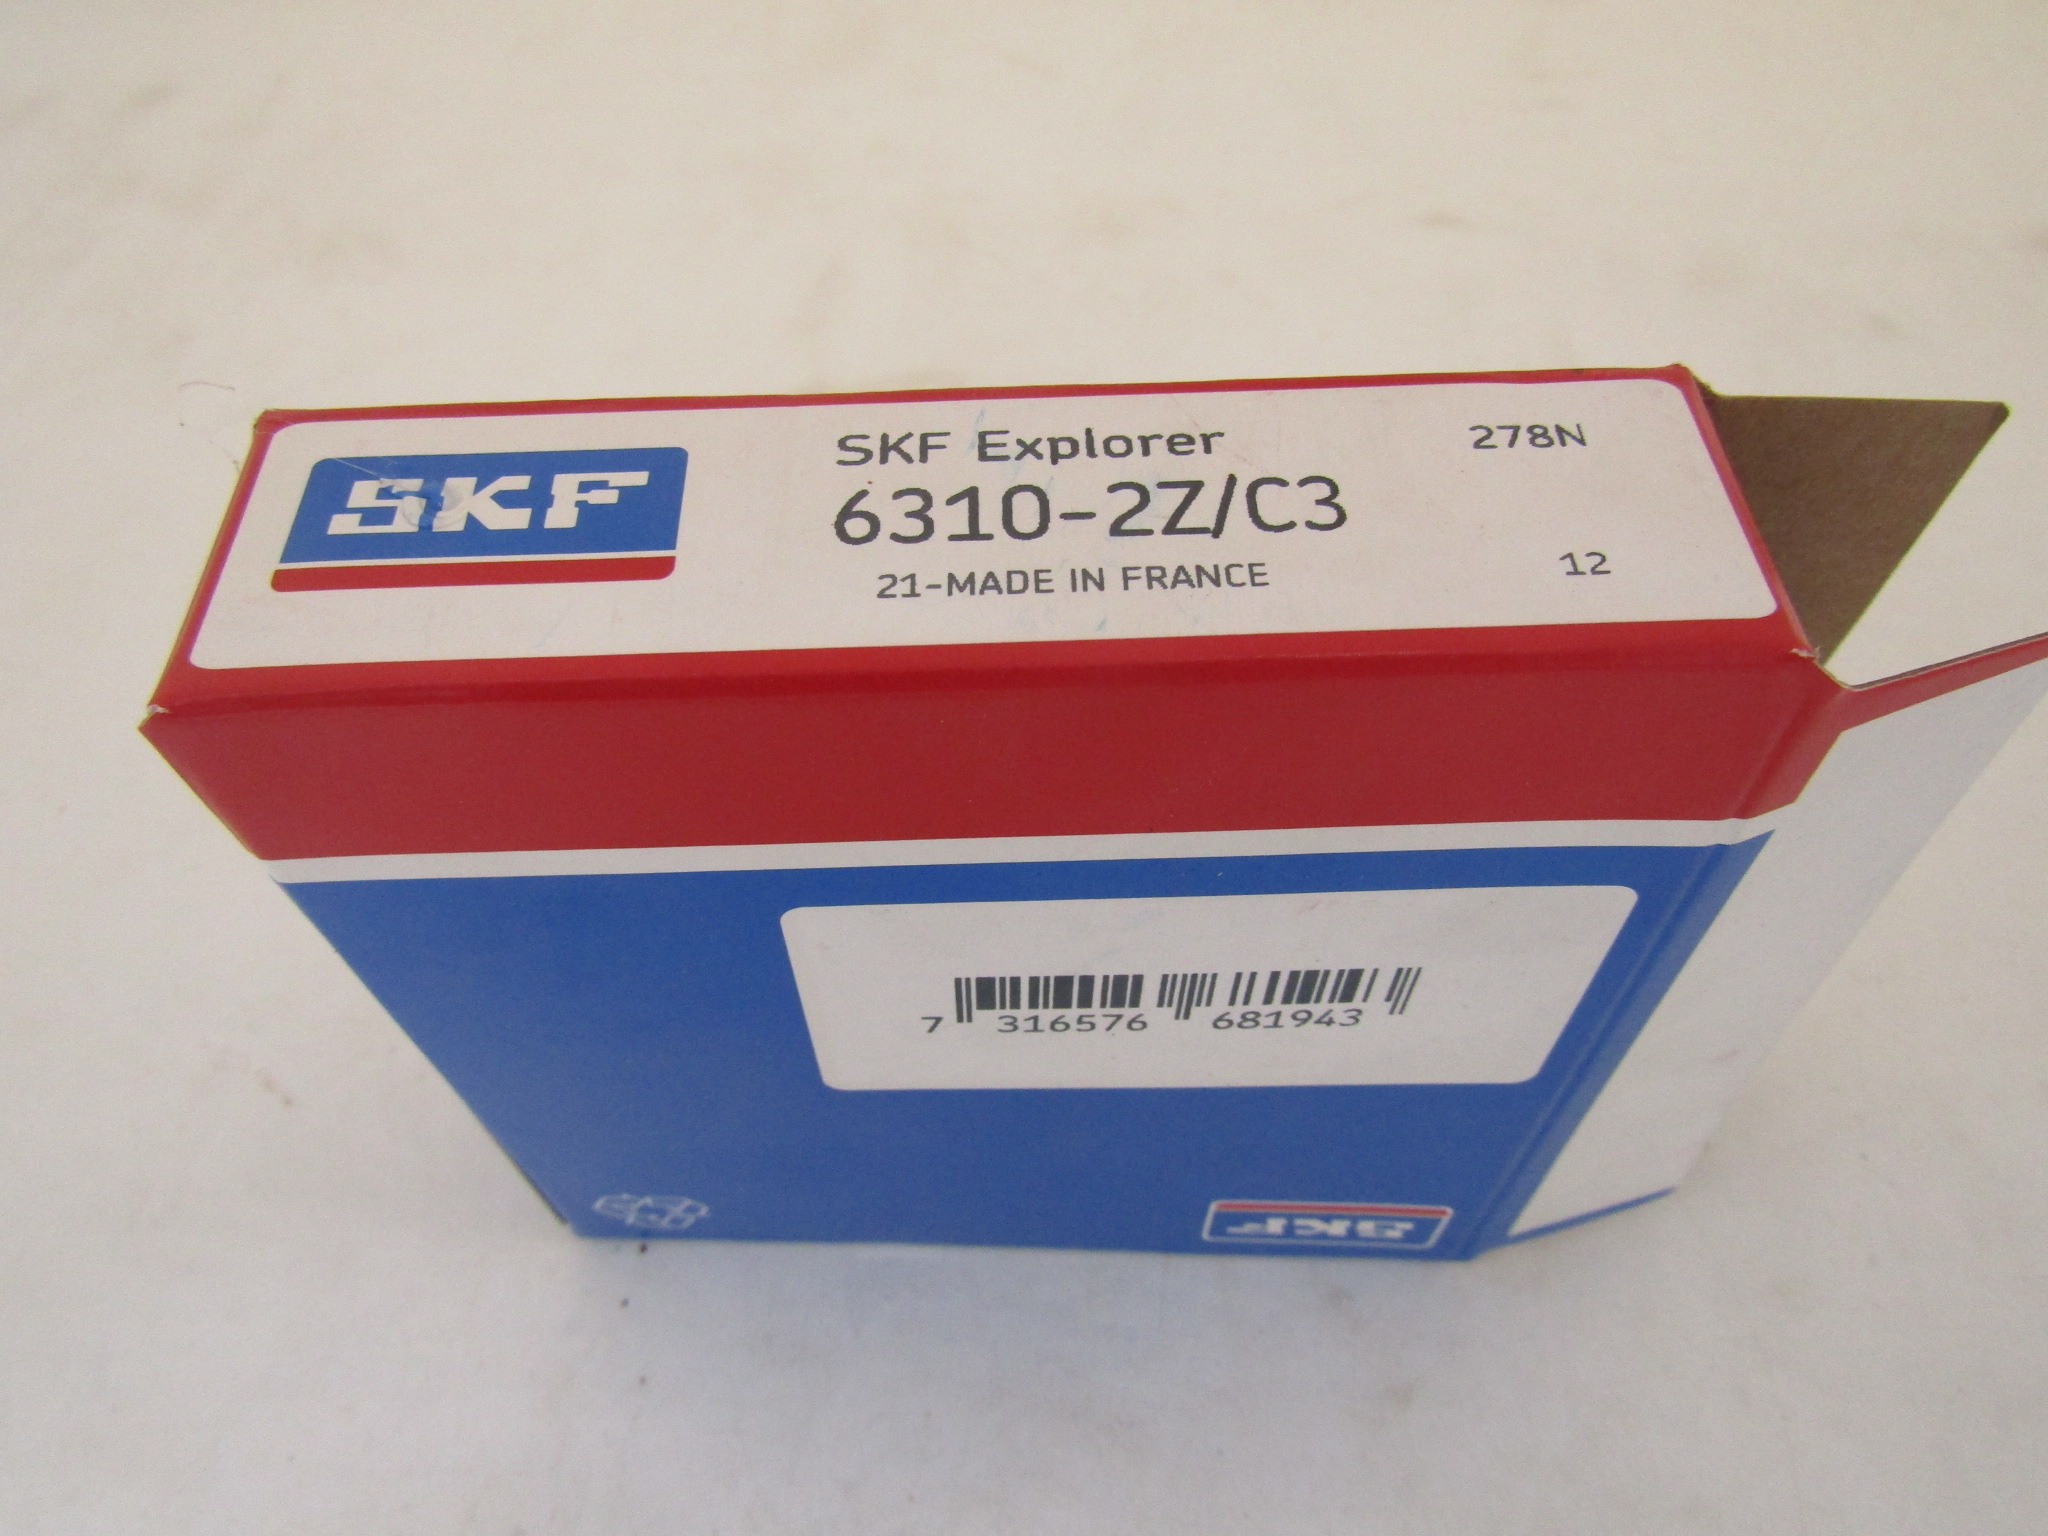 SKF
SKF Explorer
278N
6310-2Z/C3
21-MADE IN FRANCE
12
7 316576 681943
SKF